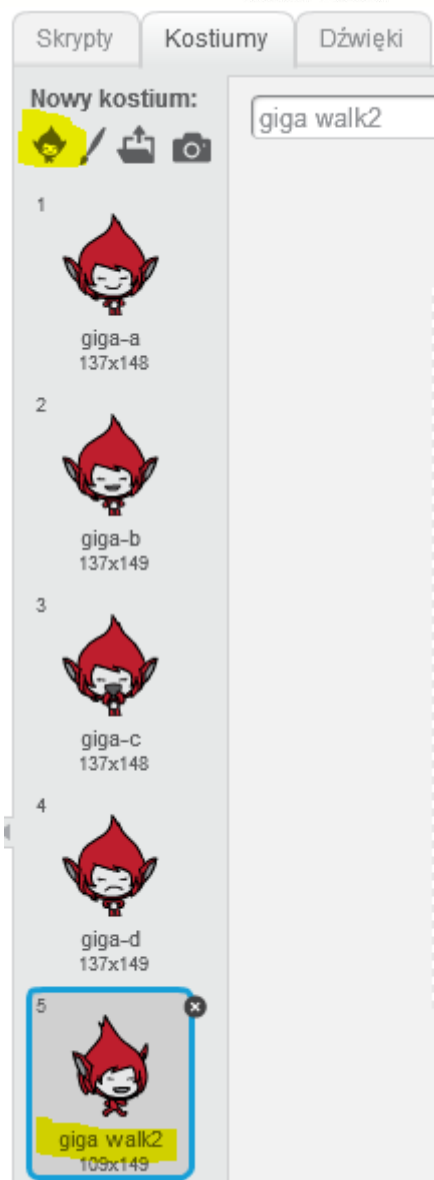 Skrypty Kostiumy Dźwięki
Nowy kostium:
giga walk2
1
giga-a
137x148
2
giga-b
137x149
3
giga-c
137x148
4
giga-d
137x149
5
giga walk2
109x149